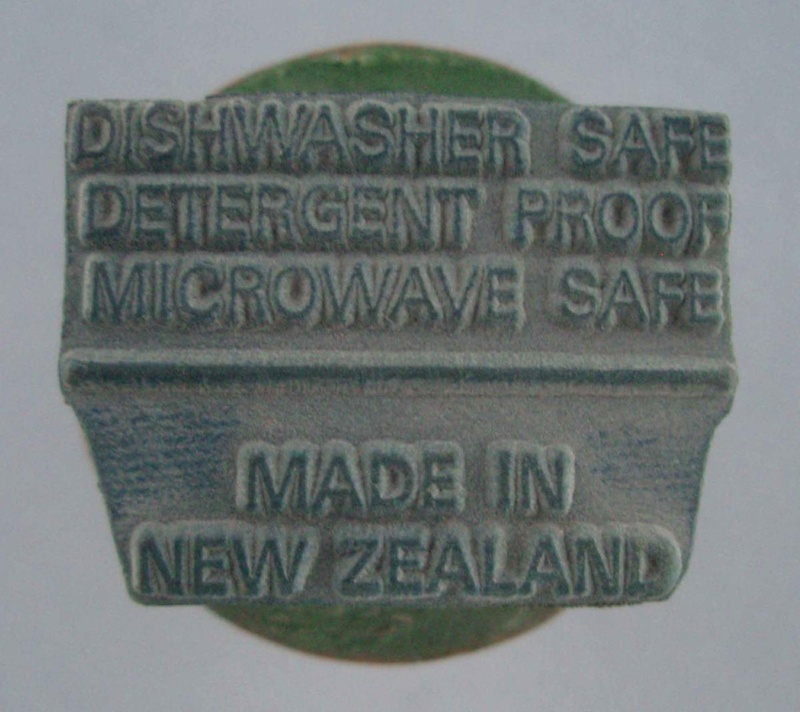 DISHWASHER SAFE
DETERGENT PROOF
MICROWAVE SAFE
MADE IN
NEW ZEALAND